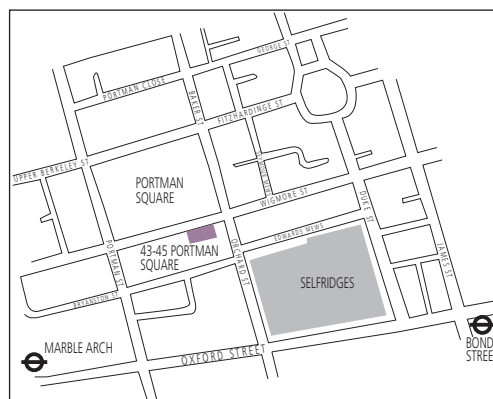 GEORGE ST
PORTMAN CLOSE
BAKER ST
FITZHARDINGE ST
UPPER BERKELEY ST
SEYMOUR MEWS
PORTMAN
SQUARE
WIGMORE ST
DUKE ST
EDWARDS MEWS
43-45 PORTMAN
SQUARE
PORTMAN ST
ORCHARD ST
JAMES ST
SELFRIDGES
BRYANSTON ST
MARBLE ARCH
OXFORD STREET
BOND
STREE